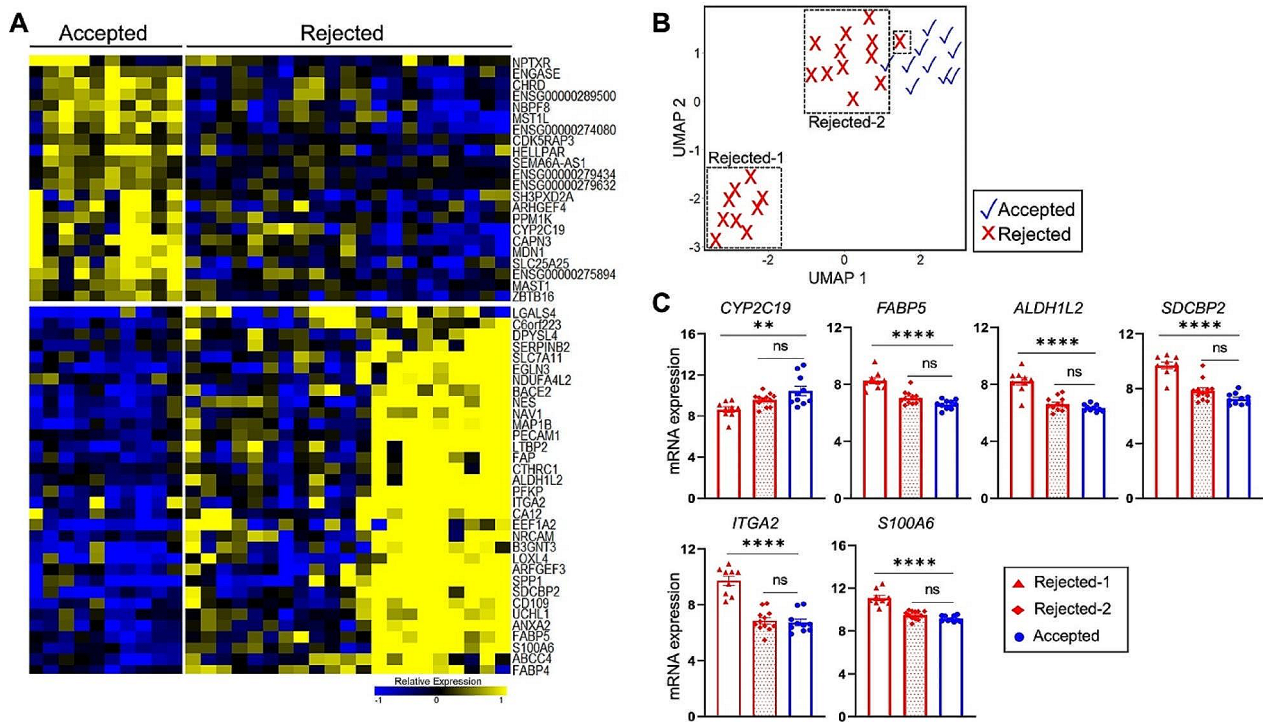 A
Accepted Rejected
NPTXR
ENGASE
CHRD
ENSG00000289500
NBPF8
MST1L
ENSG00000274080
CDK5RAP3
HELLPAR
SEMA6A-AS1
ENSG00000279434
ENSG00000279632
SH3PXD2A
ARHGEF4
PPM1K
CYP2C19
CAPN3
MDN1
SLC25A25
ENSG00000275894
MAST1
ZBTB16
LGALS4
C6orf223
DPYSL4
SERPINB2
SLC7A11
EGLN3
NDUFA4L2
BACE2
NES
NAV1
MAP1B
PECAM1
LTBP2
FAP
CTHRC1
ALDH1L2
PFKP
ITGA2
CA12
EEF1A2
NRCAM
B3GNT3
LOXL4
ARFGEF3
SPP1
SDCBP2
CD109
UCHL1
ANXA2
FABP5
S100A6
ABCC4
FABP4
Relative Expression
-1 0 1
B
UMAP 2
1
0
-1
-2
-3
Rejected-2
Rejected-1
-2 0 2
UMAP 1
Accepted
Rejected
C
CYP2C19
mRNA expression
16
12
8
4
0
**
ns
FABP5
12
8
4
0
****
ns
ALDH1L2
12
8
4
0
****
ns
SDCBP2
12
8
4
0
****
ns
ITGA2
mRNA expression
12
8
4
0
****
ns
S100A6
16
12
8
4
0
****
ns
Rejected-1
Rejected-2
Accepted